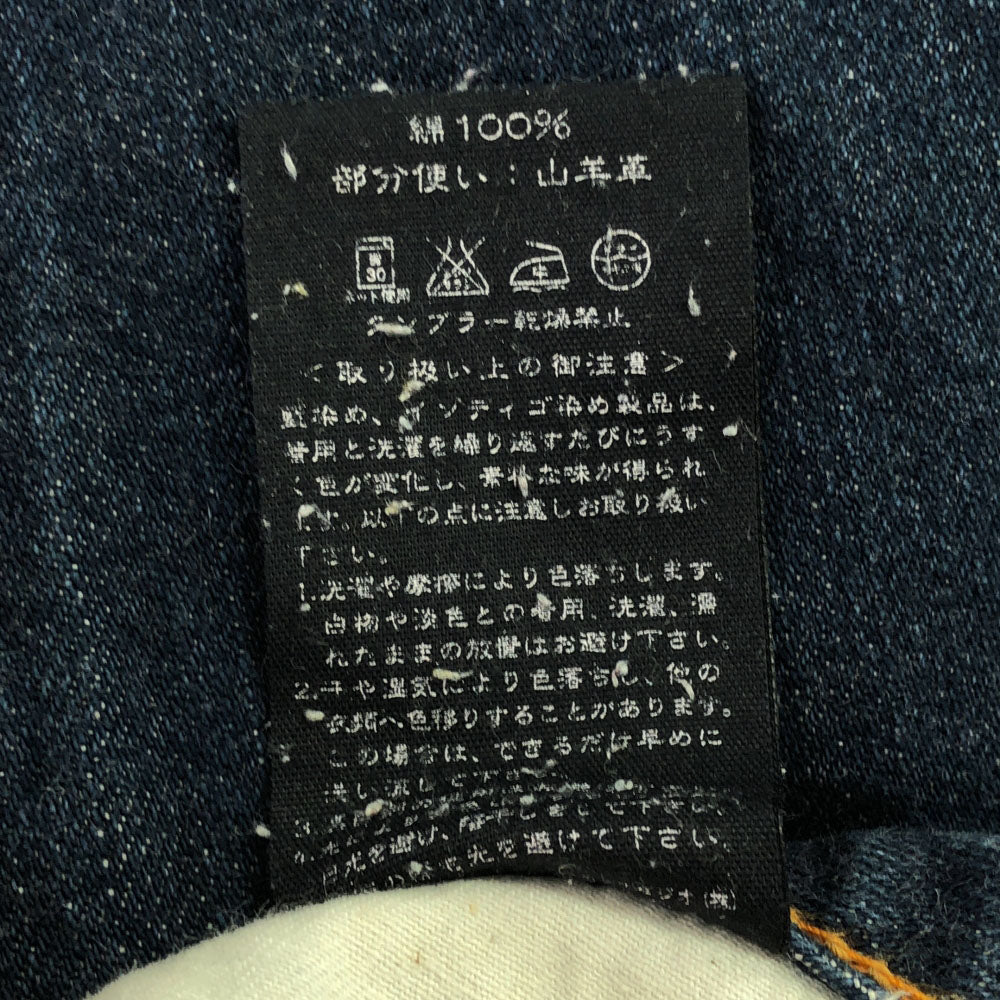 綿100%
部分使い：山羊革
30
ネット使用
タンブラー乾燥禁止
＜取り扱い上の御注意＞
藍染め、インディゴ染め製品は、
着用と洗濯を繰り返すたびにうす
く色が変化し、素朴な味が得られ
ます。以下の点に注意しお取り扱い
下さい。
1.洗濯や摩擦により色落ちします。
白物や淡色との着用、洗濯、濡
れたままの放置はお避け下さい。
2.汗や湿気により色落ちし、他の
衣類へ色移りすることがあります。
この場合は、できるだけ早めに
洗い流して
3.
4. を避けて下さい。